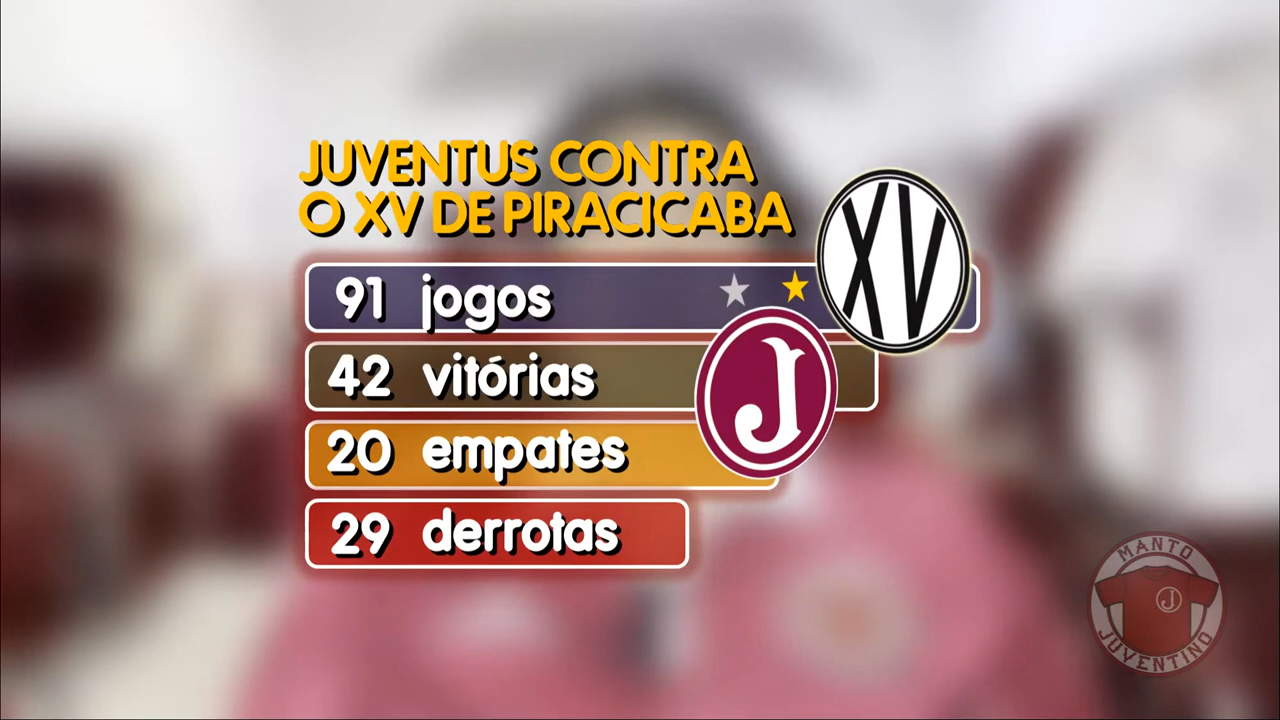 JUVENTUS CONTRA
O XV DE PIRACICABA
XV
91 jogos
42 vitórias
J
20 empates
29 derrotas
MANTO
J
JUVENTINO